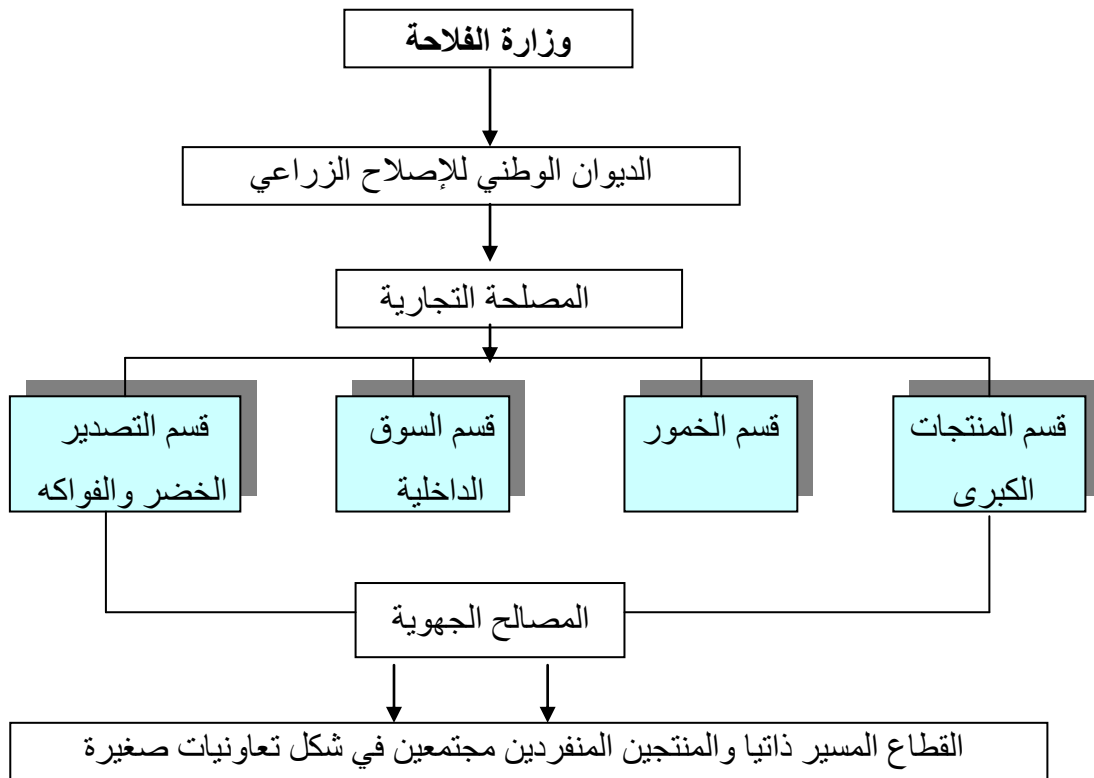 وزارة الفلاحة
الديوان الوطني للإصلاح الزراعي
المصلحة التجارية
قسم المنتجات
الكبرى
قسم الخمور
قسم السوق
الداخلية
قسم التصدير
الخضر والفواكه
المصالح الجهوية
القطاع المسير ذاتيا والمنتجين المنفردين مجتمعين في شكل تعاونيات صغيرة